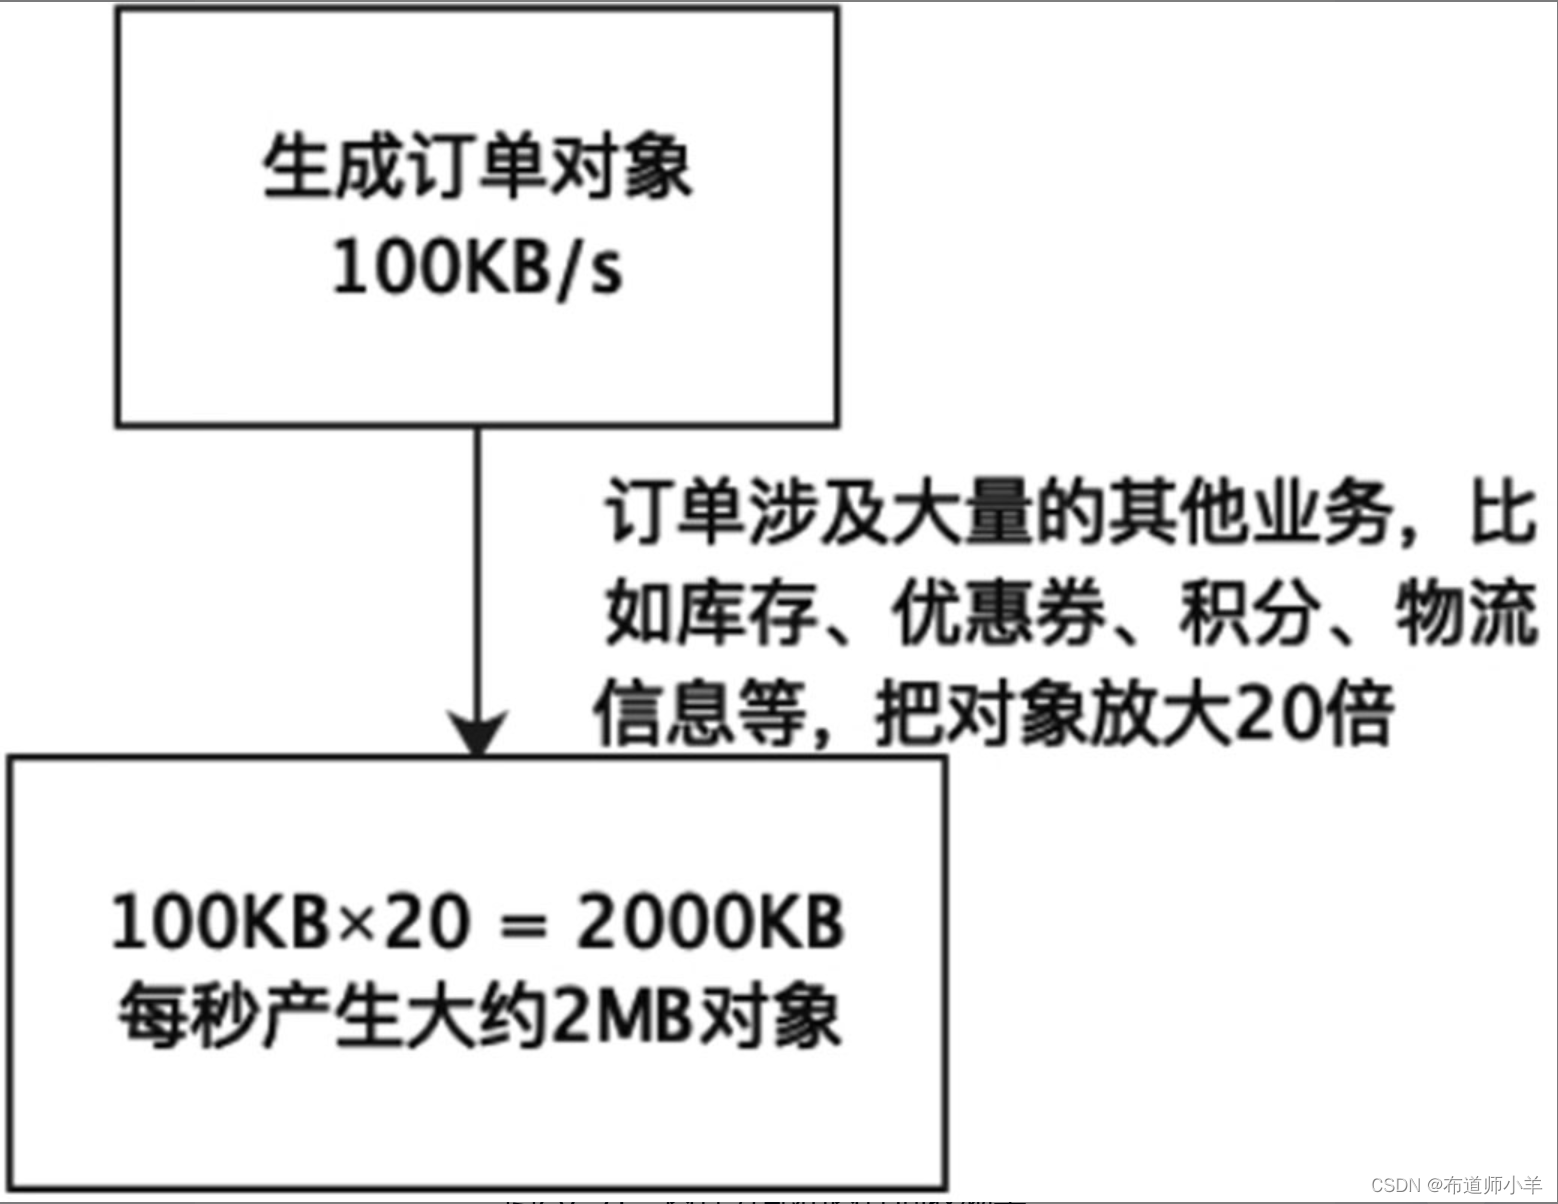 生成订单对象
100KB/s
订单涉及大量的其他业务，比
如库存、优惠券、积分、物流
信息等，把对象放大20倍
100KB×20 = 2000KB
每秒产生大约2MB对象
CSDN @布道师小羊